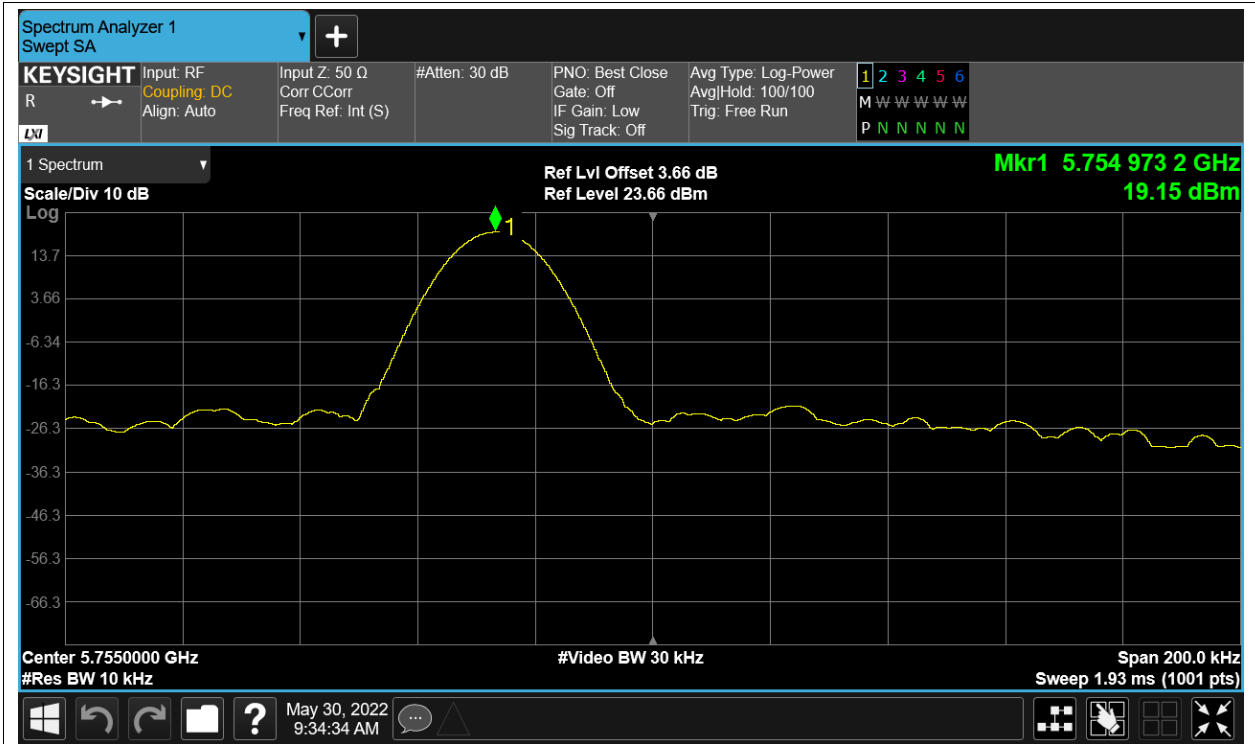 Spectrum Analyzer 1
Swept SA
KEYSIGHT
R
LXI
Input: RF
Coupling: DC
Align: Auto
Input Z: 50 Ω
Corr CCorr
Freq Ref: Int (S)
#Atten: 30 dB
PNO: Best Close
Gate: Off
IF Gain: Low
Sig Track: Off
Avg Type: Log-Power
Avg|Hold: 100/100
Trig: Free Run
1 2 3 4 5 6
M W W W W W
P N N N N N
1 Spectrum
Scale/Div 10 dB
Log
Ref Lvl Offset 3.66 dB
Ref Level 23.66 dBm
Mkr1 5.754 973 2 GHz
19.15 dBm
1
13.7
3.66
-6.34
-16.3
-26.3
-36.3
-46.3
-56.3
-66.3
Center 5.7550000 GHz
#Res BW 10 kHz
#Video BW 30 kHz
Span 200.0 kHz
Sweep 1.93 ms (1001 pts)
?
May 30, 2022
9:34:34 AM